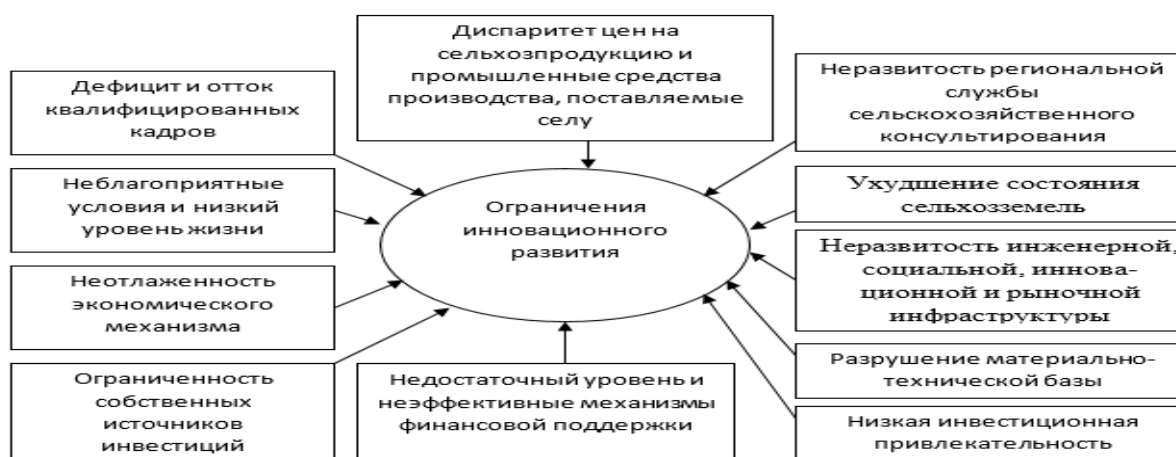 Диспаритет цен на
сельхозпродукцию и
промышленные средства
производства, поставляемые
селу
Дефицит и отток
квалифицированных
кадров
Неразвитость региональной
службы
сельскохозяйственного
консультирования
Неблагоприятные
условия и низкий
уровень жизни
Ограничения
инновационного
развития
Ухудшение состояния
сельхозземель
Неотлаженность
экономического
механизма
Неразвитость инженерной,
социальной, иннова-
ционной и рыночной
инфраструктуры
Ограниченность
собственных
источников
инвестиций
Недостаточный уровень и
неэффективные механизмы
финансовой поддержки
Разрушение материально-
технической базы
Низкая инвестиционная
привлекательность